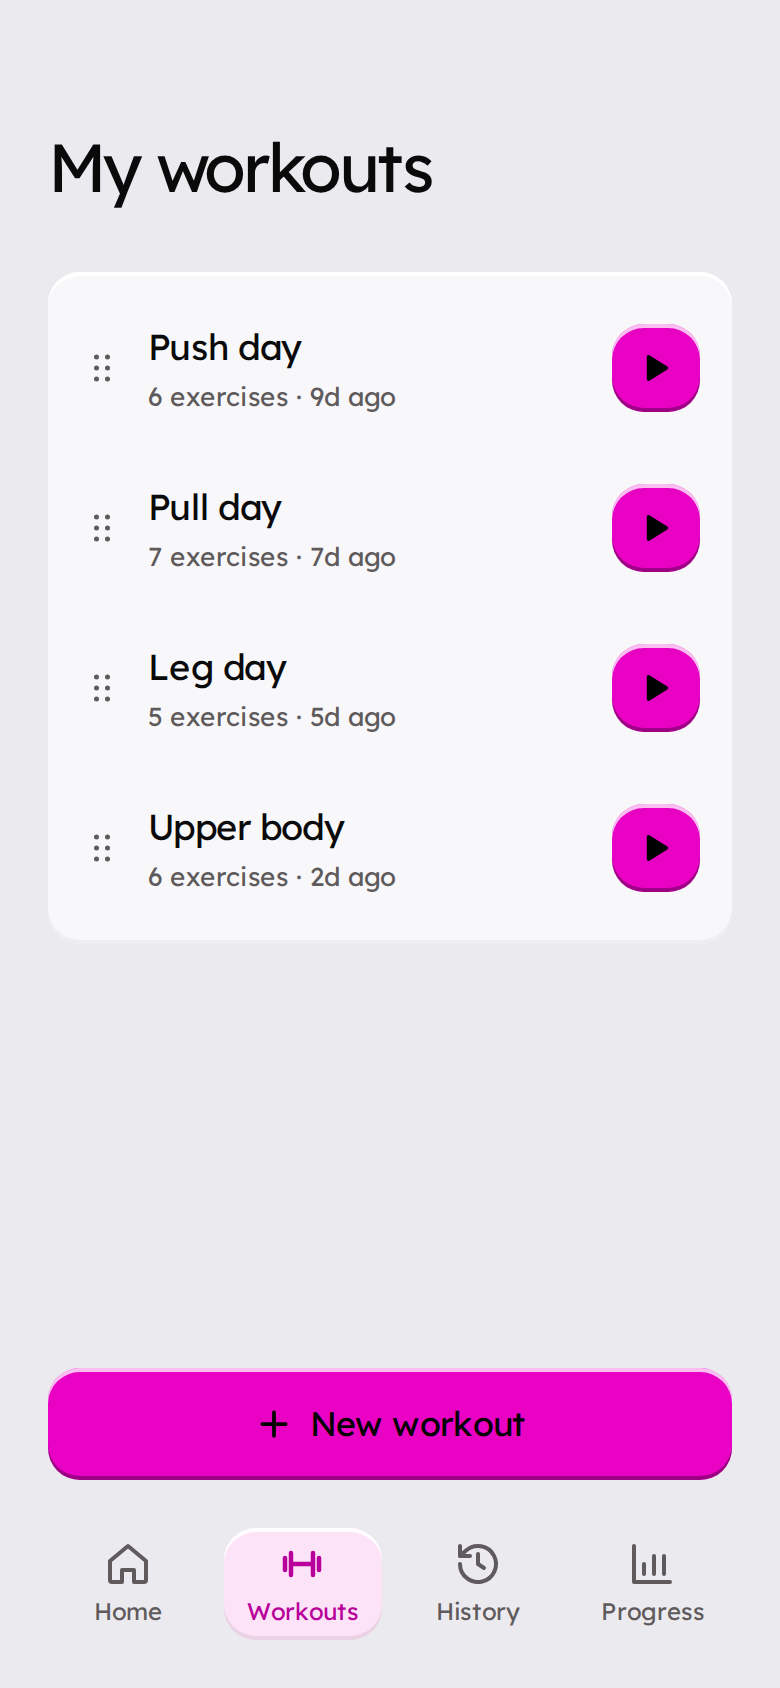 My workouts
Push day
6 exercises · 9d ago
Pull day
7 exercises · 7d ago
Leg day
5 exercises · 5d ago
Upper body
6 exercises · 2d ago
New workout
Home
Workouts
History
Progress